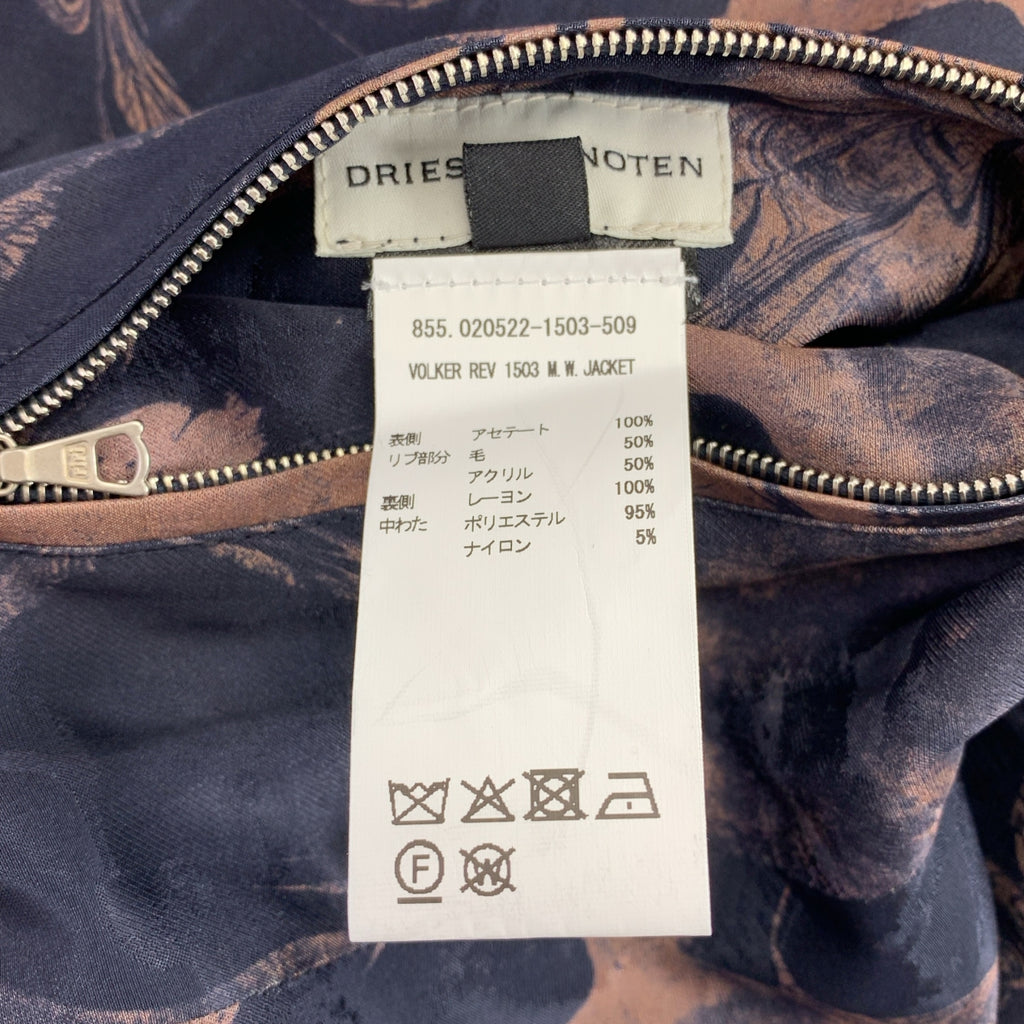 DRIES NOTEN
855. 020522-1503-509
VOLKER REV 1503 M. W. JACKET
表側 アセテート 100%
リブ部分 毛 50%
アクリル 50%
裏側 レーヨン 100%
中わた ポリエステル 95%
ナイロン 5%
F W